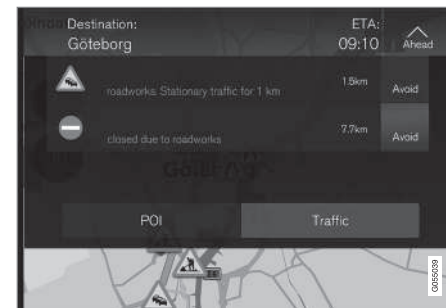 Destination:
Göteborg
ETA:
09:10
Ahead
roadworks. Stationary traffic for 1 km
1.5km
Avoid
closed due to roadworks
7.7km
Avoid
Göteborg
POI
Traffic
G055039